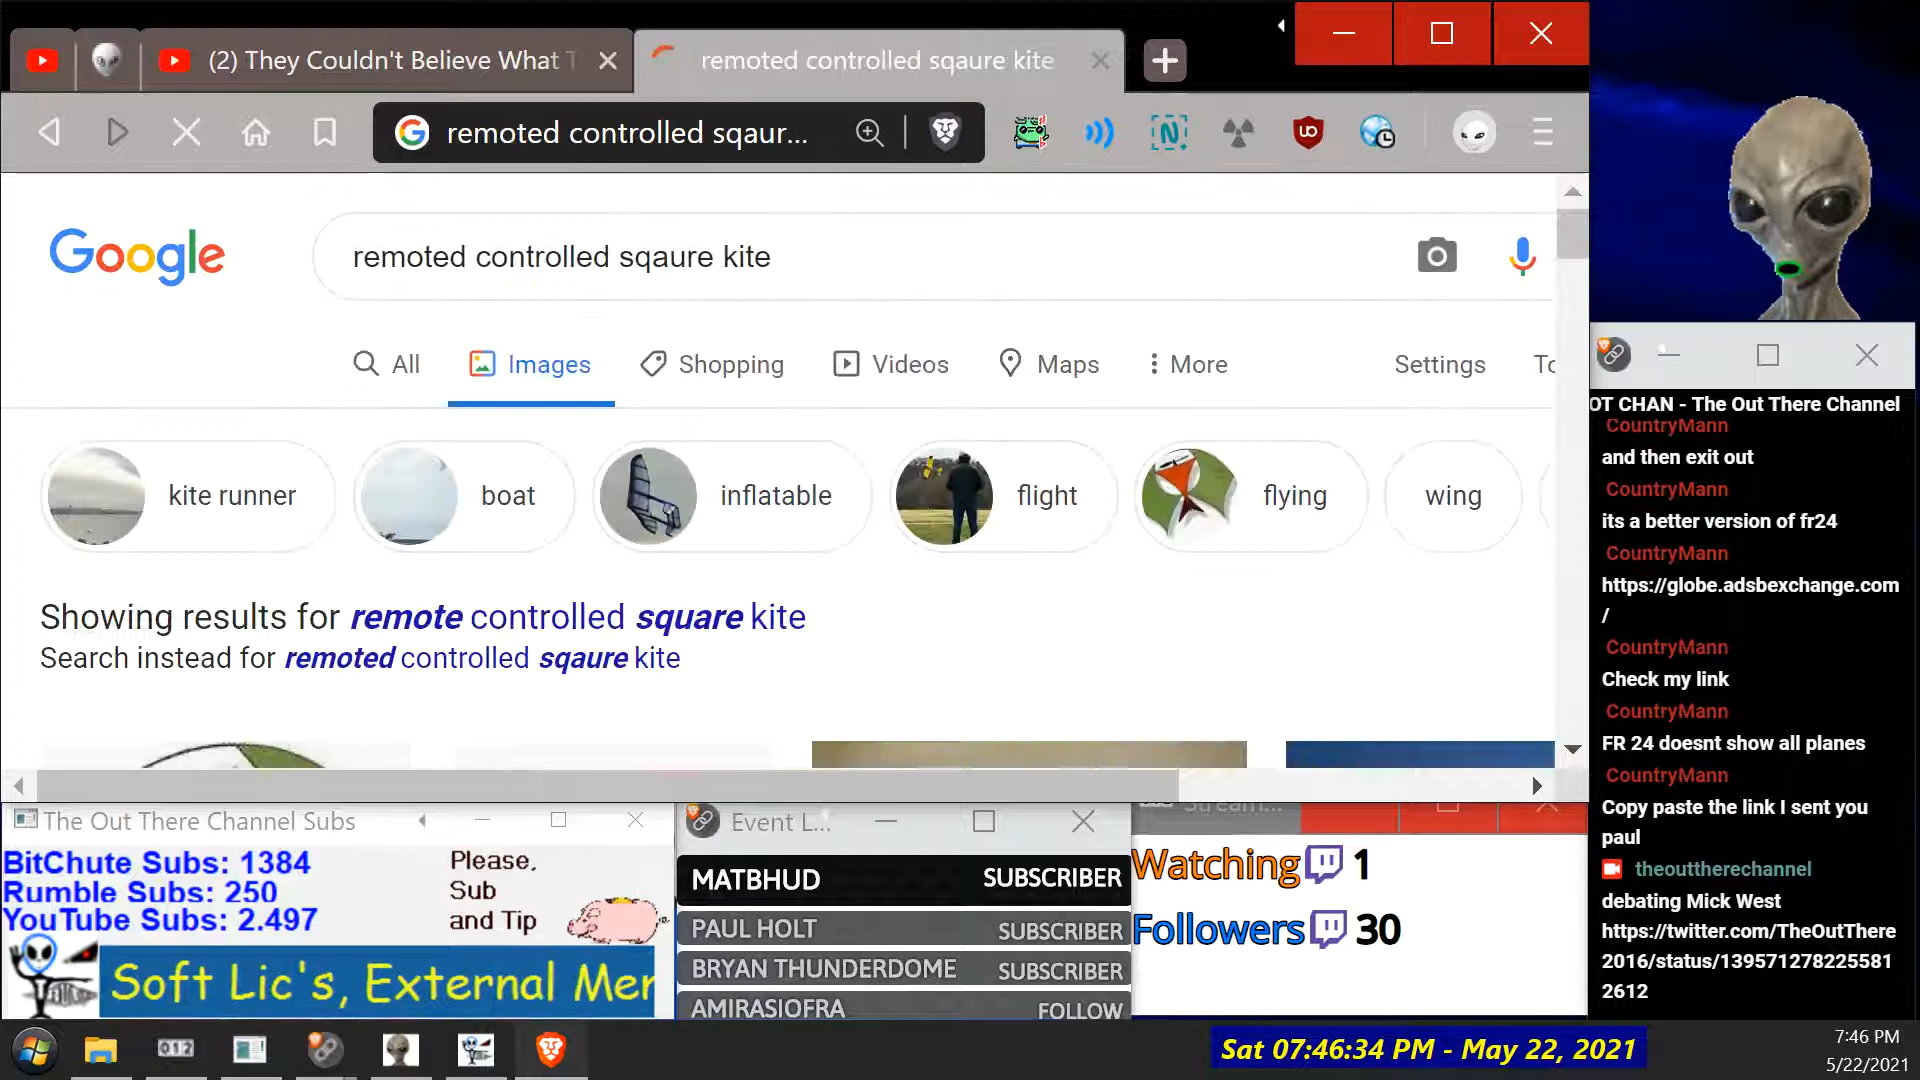 (2) They Couldn't Believe What T
remoted controlled sqaure kite
remoted controlled sqaur...
Google
remoted controlled sqaure kite
All
Images
Shopping
Videos
Maps
More
Settings
To
kite runner
boat
inflatable
flight
flying
wing
Showing results for remote controlled square kite
Search instead for remoted controlled sqaure kite
OT CHAN - The Out There Channel
CountryMann
and then exit out
CountryMann
its a better version of fr24
CountryMann
https://globe.adsbexchange.com
/
CountryMann
Check my link
CountryMann
FR 24 doesnt show all planes
CountryMann
Copy paste the link I sent you
paul
theouttherechannel
debating Mick West
https://twitter.com/TheOutThere
2016/status/139571278225581
2612
The Out There Channel Subs
BitChute Subs: 1384
Rumble Subs: 250
YouTube Subs: 2.497
Please,
Sub
and Tip
Soft Lic's, External Mer
Event L...
MATBHUD SUBSCRIBER
PAUL HOLT SUBSCRIBER
BRYAN THUNDERDOME SUBSCRIBER
AMIRASIOFRA FOLLOW
Stream...
Watching 1
Followers 30
012
Sat 07:46:34 PM - May 22, 2021
7:46 PM
5/22/2021